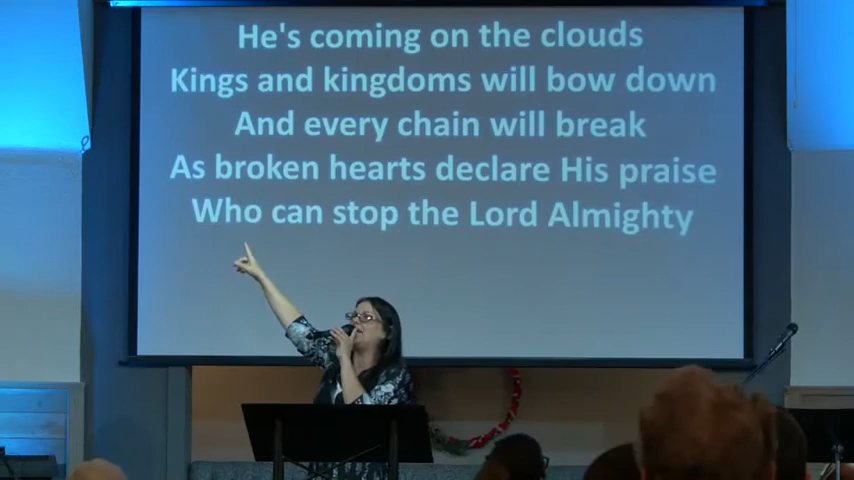 He's coming on the clouds
Kings and kingdoms will bow down
And every chain will break
As broken hearts declare His praise
Who can stop the Lord Almighty